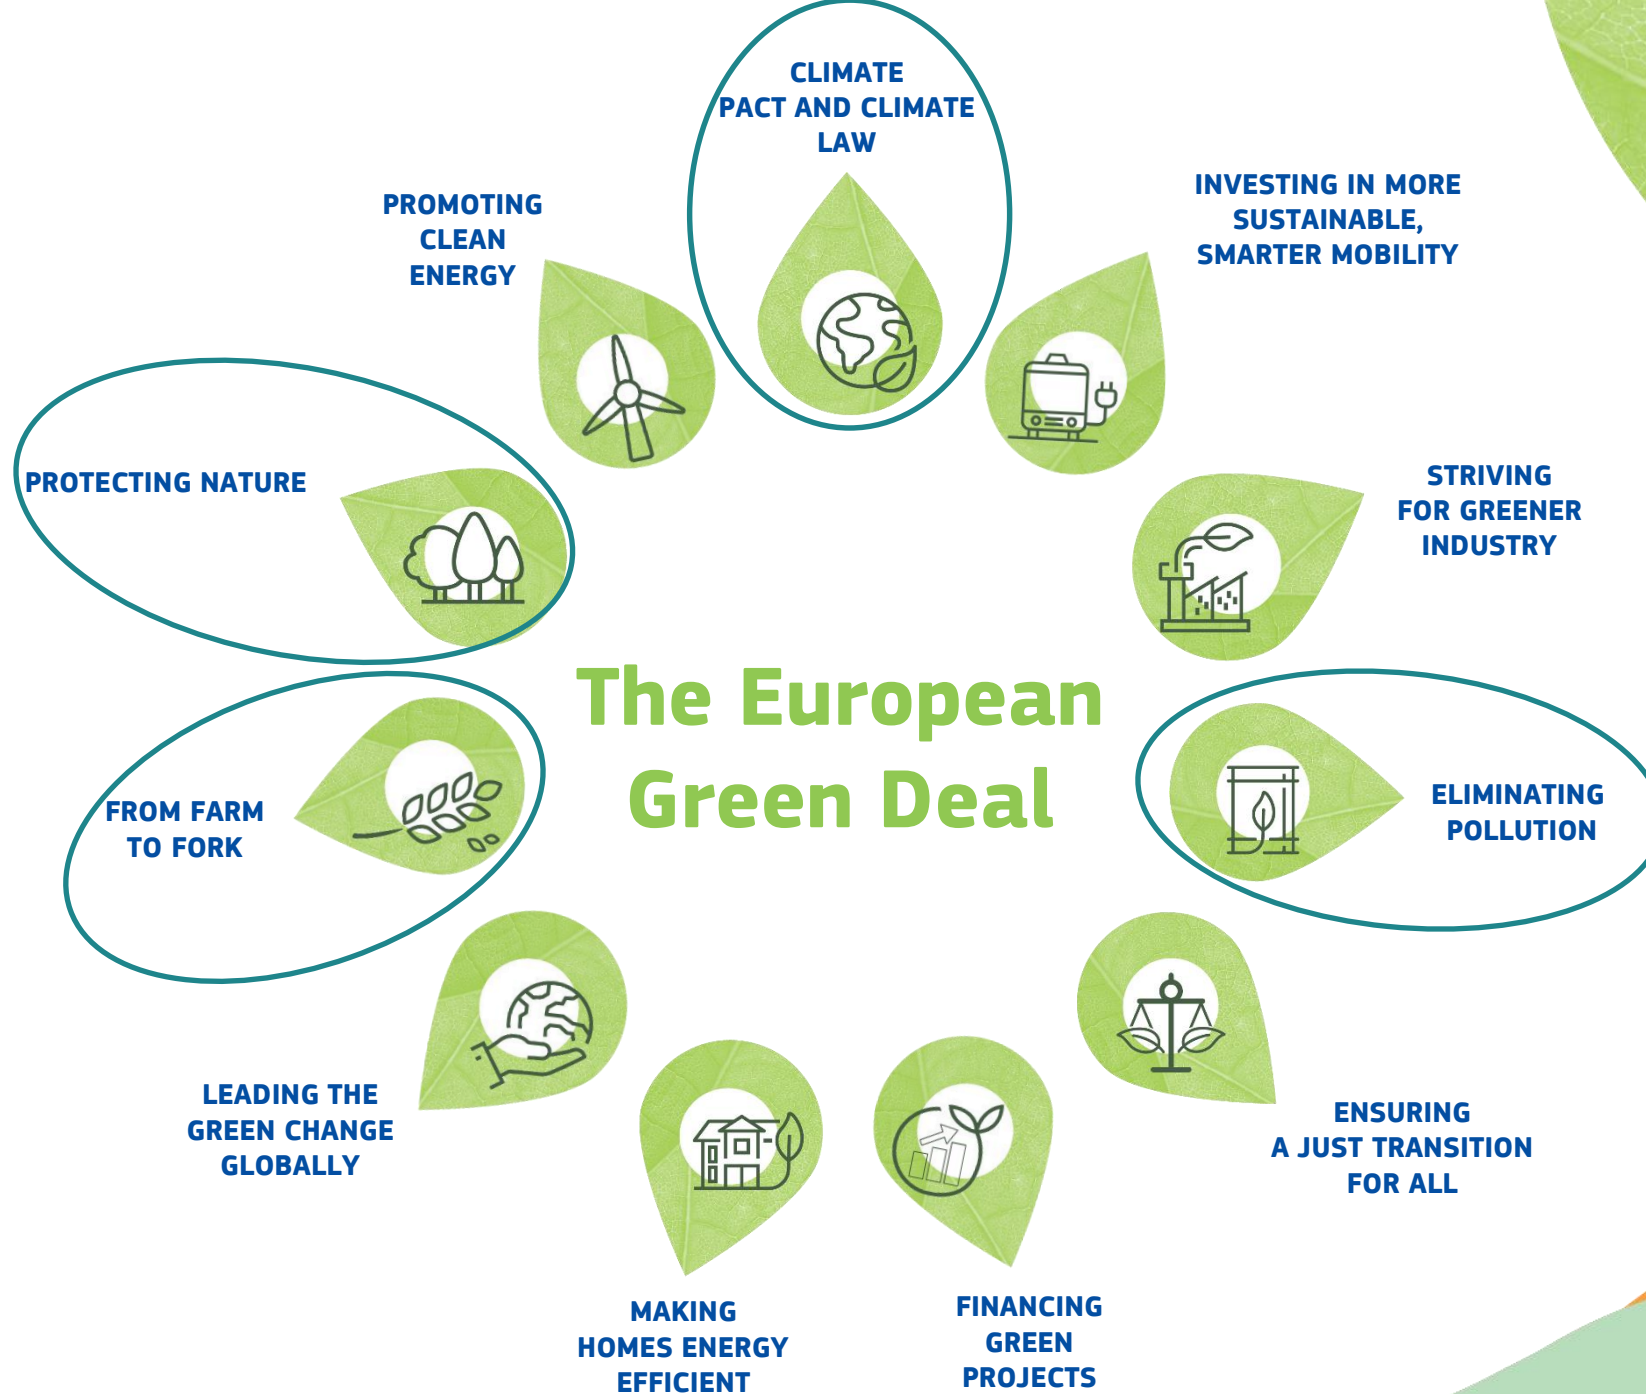 CLIMATE
PACT AND CLIMATE
LAW
INVESTING IN MORE
SUSTAINABLE,
SMARTER MOBILITY
PROMOTING
CLEAN
ENERGY
STRIVING
FOR GREENER
INDUSTRY
PROTECTING NATURE
The European
Green Deal
ELIMINATING
POLLUTION
FROM FARM
TO FORK
LEADING THE
GREEN CHANGE
GLOBALLY
ENSURING
A JUST TRANSITION
FOR ALL
MAKING
HOMES ENERGY
EFFICIENT
FINANCING
GREEN
PROJECTS